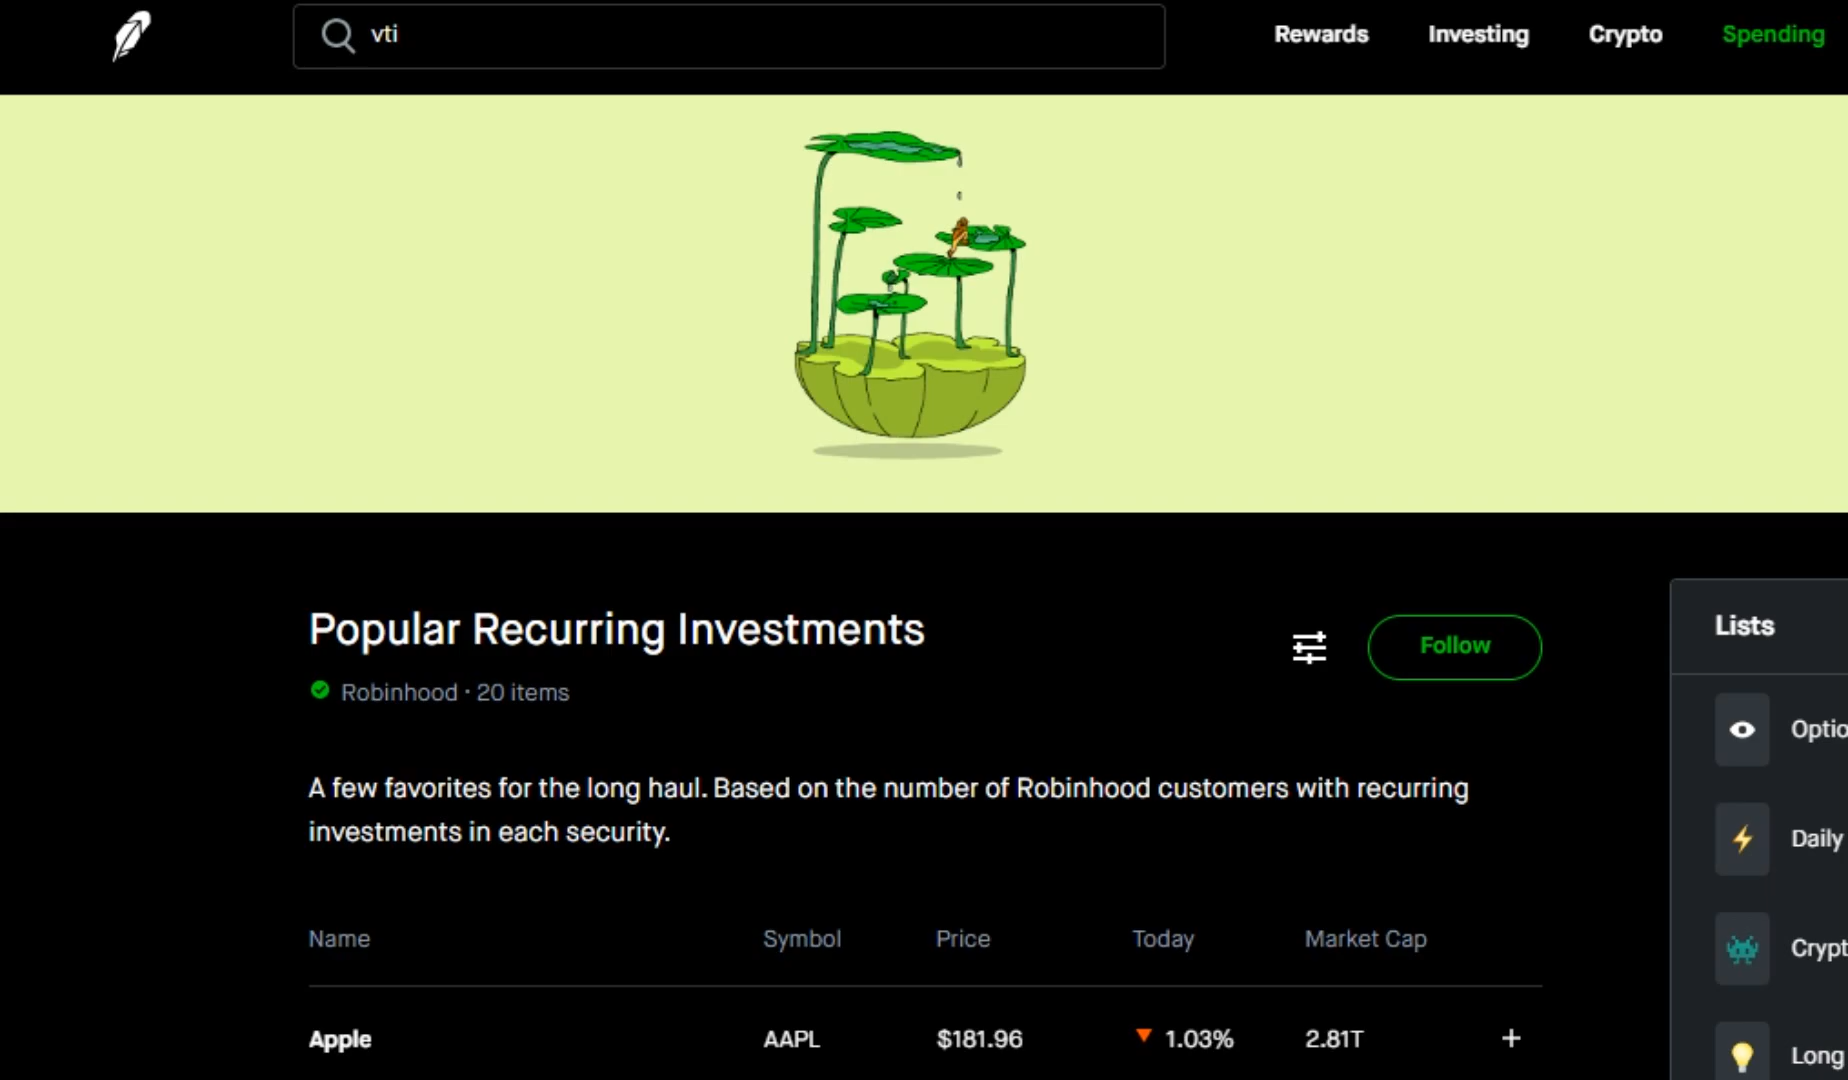 vti
Rewards Investing Crypto Spending
Popular Recurring Investments
Follow
Robinhood · 20 items
A few favorites for the long haul. Based on the number of Robinhood customers with recurring
investments in each security.
Name Symbol Price Today Market Cap
Apple AAPL $181.96 1.03% 2.81T +
Lists
Optio
Daily
Crypt
Long